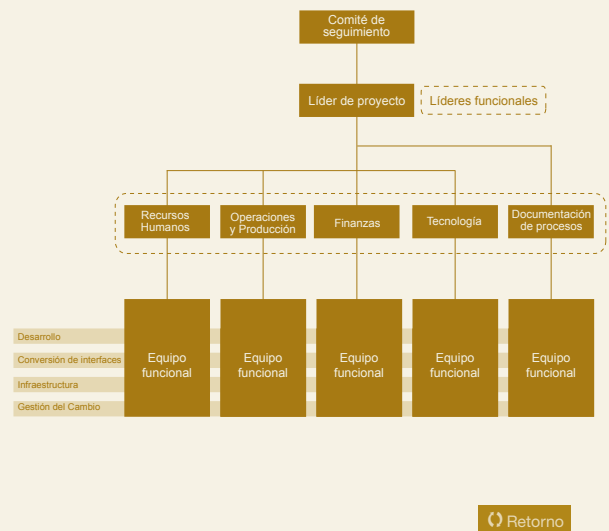 Comité de
seguimiento
Líder de proyecto
Líderes funcionales
Recursos
Humanos
Operaciones
y Producción
Finanzas
Tecnología
Documentación
de procesos
Desarrollo
Conversión de interfaces
Infraestructura
Gestión del Cambio
Equipo
funcional
Equipo
funcional
Equipo
funcional
Equipo
funcional
Equipo
funcional
Retorno